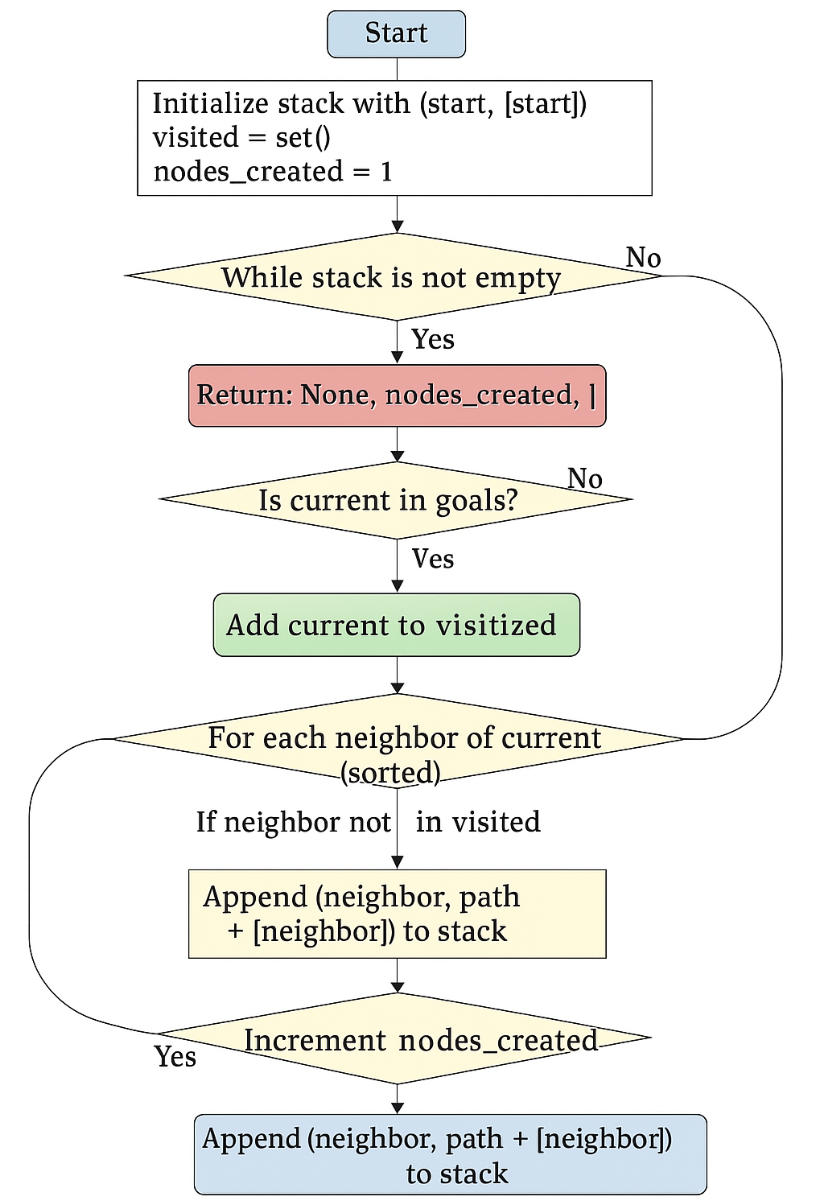 Start
Initialize stack with (start, [start])
visited = set()
nodes_created = 1
No
While stack is not empty
Yes
Return: None, nodes_created, ⌋
No
Is current in goals?
Ves
Add current to visitized
For each neighbor of current
(sorted)
If neighbor not in visited
Append (neighbor, path
+ [neighbor]) to stack
Increment nodes_created
Yes
Append (neighbor, path + [neighbor])
to stack